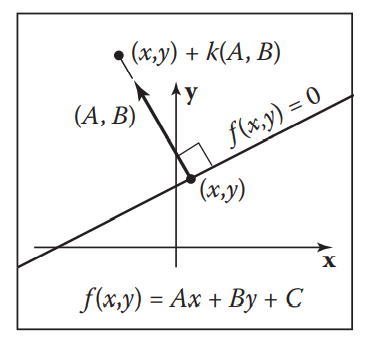 (x,y) + k(A, B)
y
(A, B)
f(x,y) = 0
(x,y)
x
f(x,y) = Ax + By + C